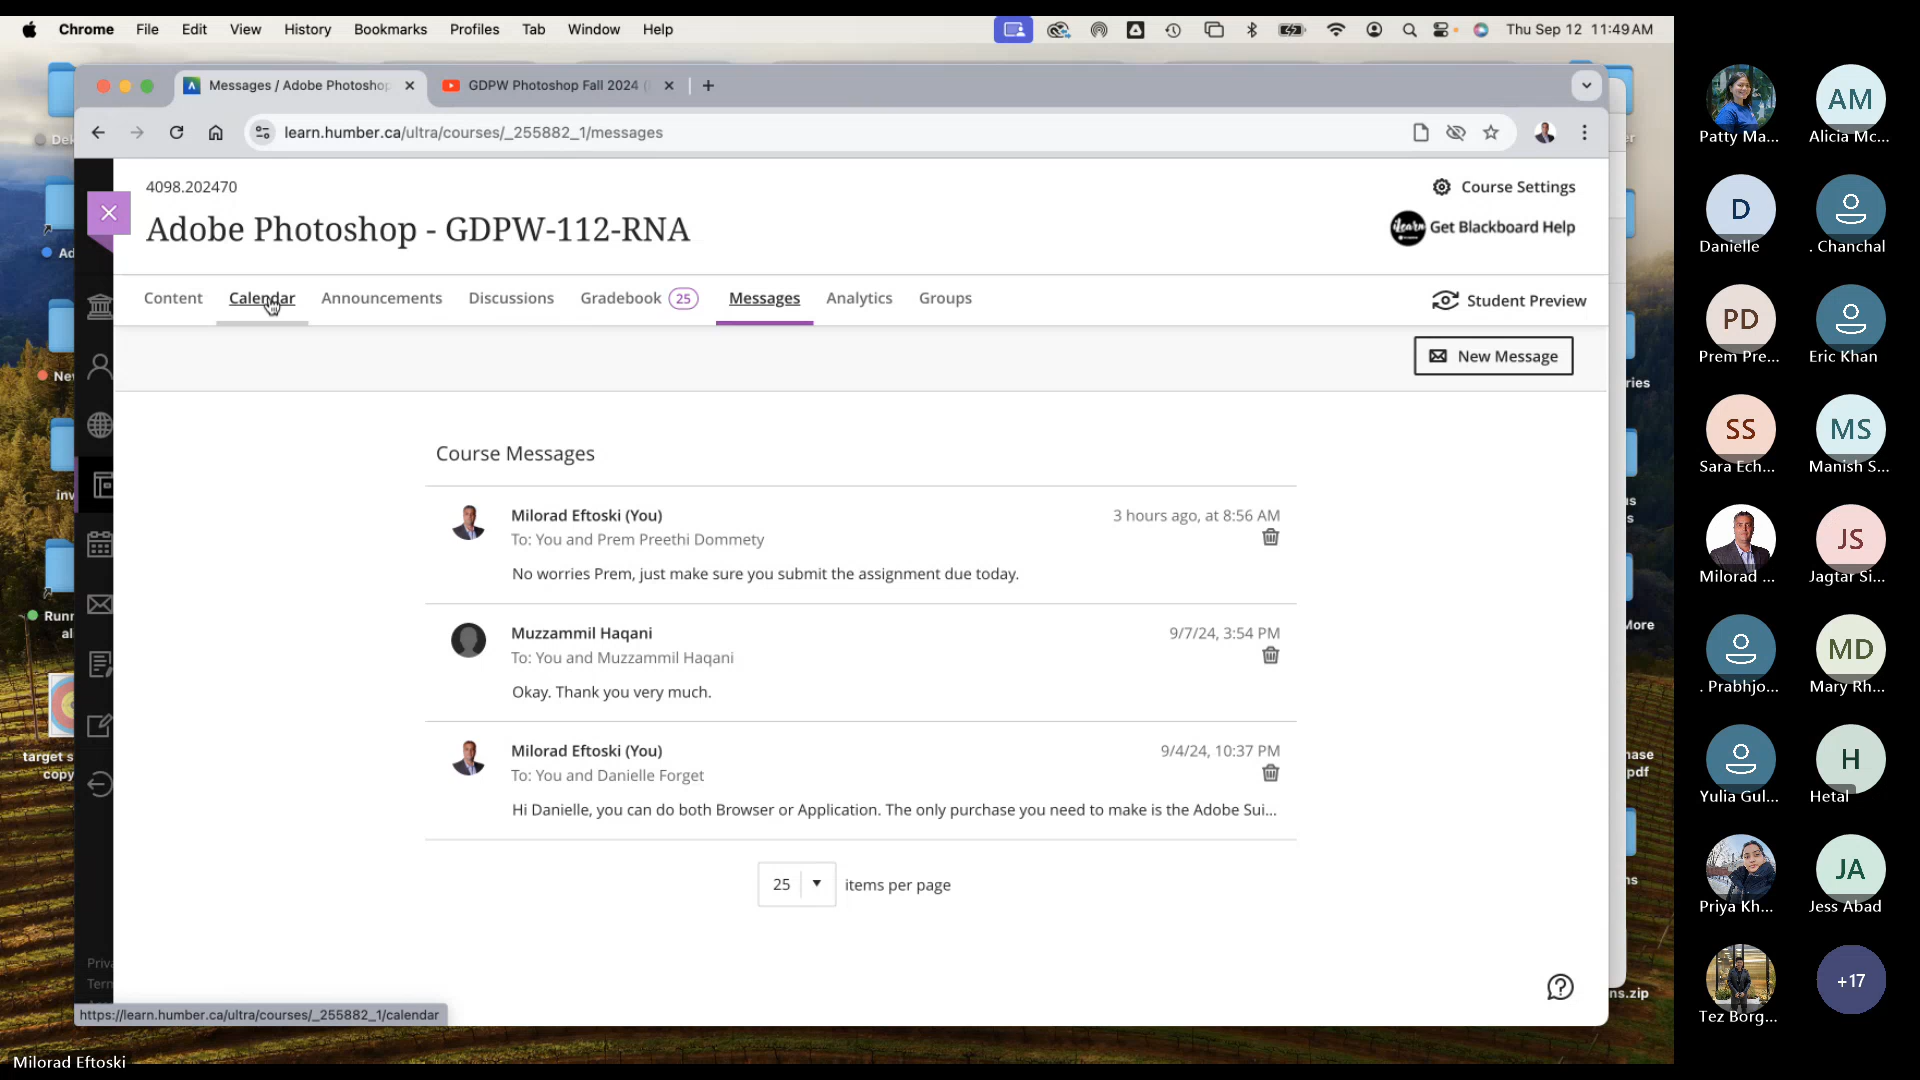 Chrome File Edit View History Bookmarks Profiles Tab Window Help Thu Sep 12 11:49 AM
Messages / Adobe Photoshop GDPW Photoshop Fall 2024
learn.humber.ca/ultra/courses/_255882_1/messages
4098.202470
Adobe Photoshop - GDPW-112-RNA
Course Settings
iLearn Get Blackboard Help
Content Calendar Announcements Discussions Gradebook 25 Messages Analytics Groups Student Preview
New Message
Course Messages
Milorad Eftoski (You) 3 hours ago, at 8:56 AM
To: You and Prem Preethi Dommety
No worries Prem, just make sure you submit the assignment due today.
Muzzammil Haqani 9/7/24, 3:54 PM
To: You and Muzzammil Haqani
Okay. Thank you very much.
Milorad Eftoski (You) 9/4/24, 10:37 PM
To: You and Danielle Forget
Hi Danielle, you can do both Browser or Application. The only purchase you need to make is the Adobe Sui...
25 items per page
https://learn.humber.ca/ultra/courses/_255882_1/calendar
target s
copy
ns.zip
Milorad Eftoski
AM
Patty Ma... Alicia Mc...
D
Danielle . Chanchal
PD
Prem Pre... Eric Khan
SS MS
Sara Ech... Manish S...
JS
Milorad ... Jagtar Si...
MD
. Prabhjo... Mary Rh...
H
Yulia Gul... Hetal
JA
Priya Kh... Jess Abad
+17
Tez Borg...